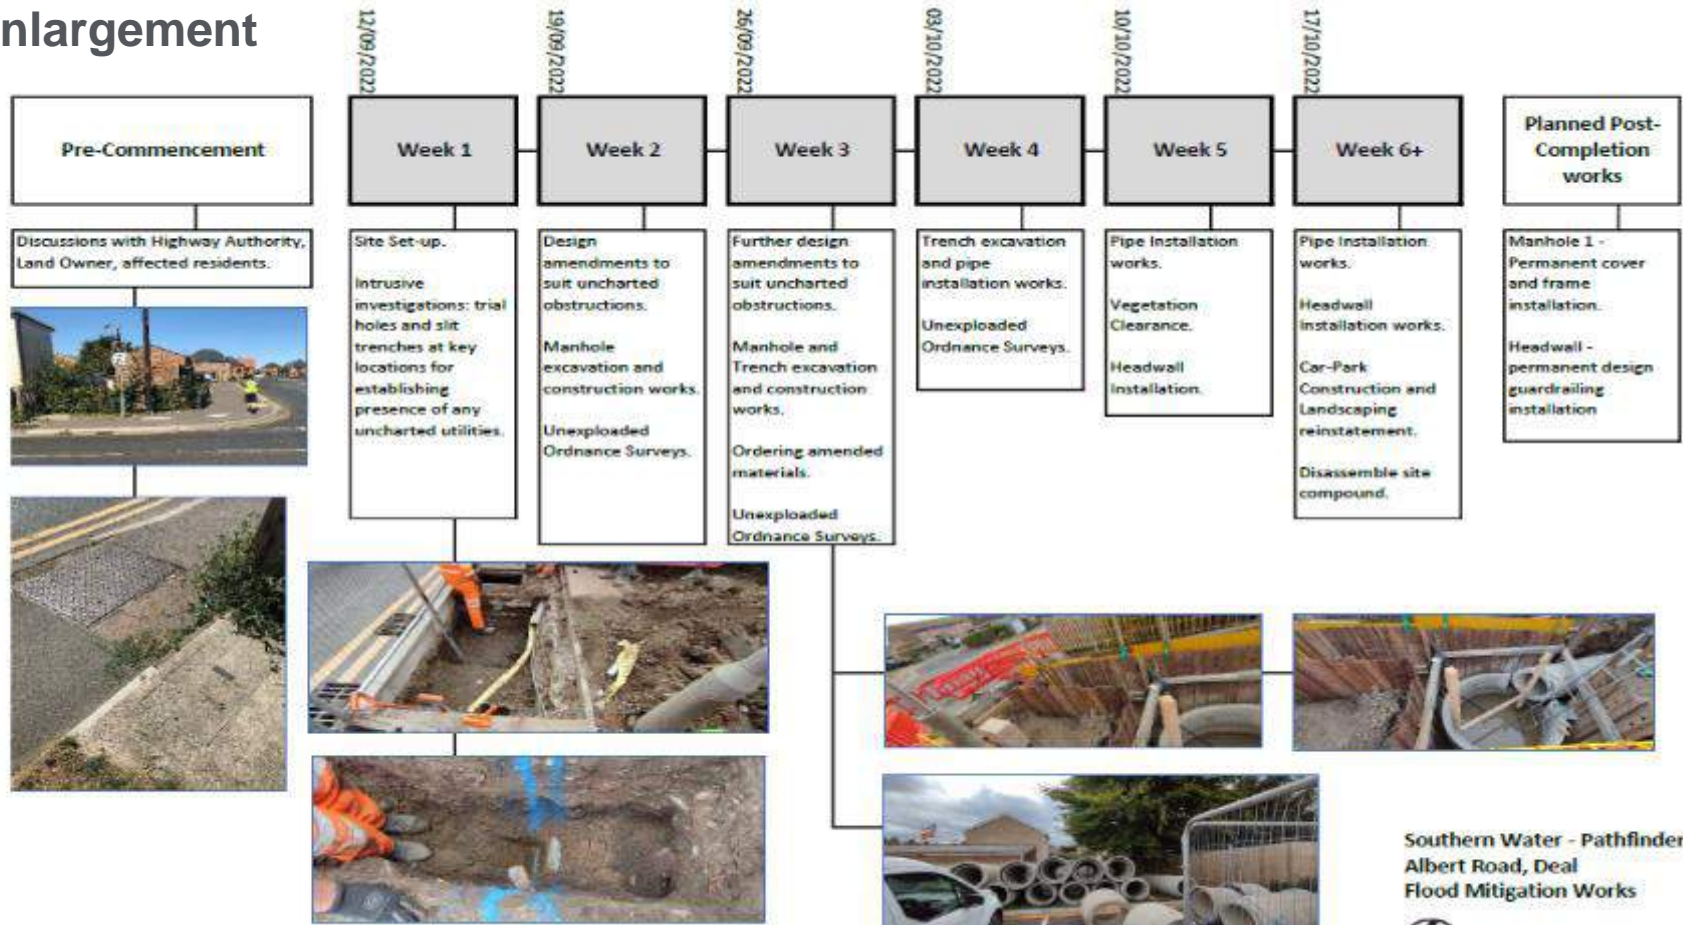 nlargement
12/09/2022
19/09/2022
26/09/2022
03/10/2022
10/10/2022
17/10/2022
Pre-Commencement
Week 1
Week 2
Week 3
Week 4
Week 5
Week 6+
Planned Post-
Completion
works
Discussions with Highway Authority,
Land Owner, affected residents.
Site Set-up.
Intrusive
investigations: trial
holes and slit
trenches at key
locations for
establishing
presence of any
uncharted utilities.
Design
amendments to
suit uncharted
obstructions.
Manhole
excavation and
construction works.
Unexploaded
Ordnance Surveys.
Further design
amendments to
suit uncharted
obstructions.
Manhole and
Trench excavation
and construction
works.
Ordering amended
materials.
Unexploaded
Ordnance Surveys.
Trench excavation
and pipe
installation works.
Unexploaded
Ordnance Surveys.
Pipe Installation
works.
Vegetation
Clearance.
Headwall
Installation.
Pipe Installation
works.
Headwall
Installation works.
Car-Park
Construction and
Landscaping
reinstatement.
Disassemble site
compound.
Manhole 1 -
Permanent cover
and frame
installation.
Headwall -
permanent design
guardrailing
installation
Southern Water - Pathfinder
Albert Road, Deal
Flood Mitigation Works